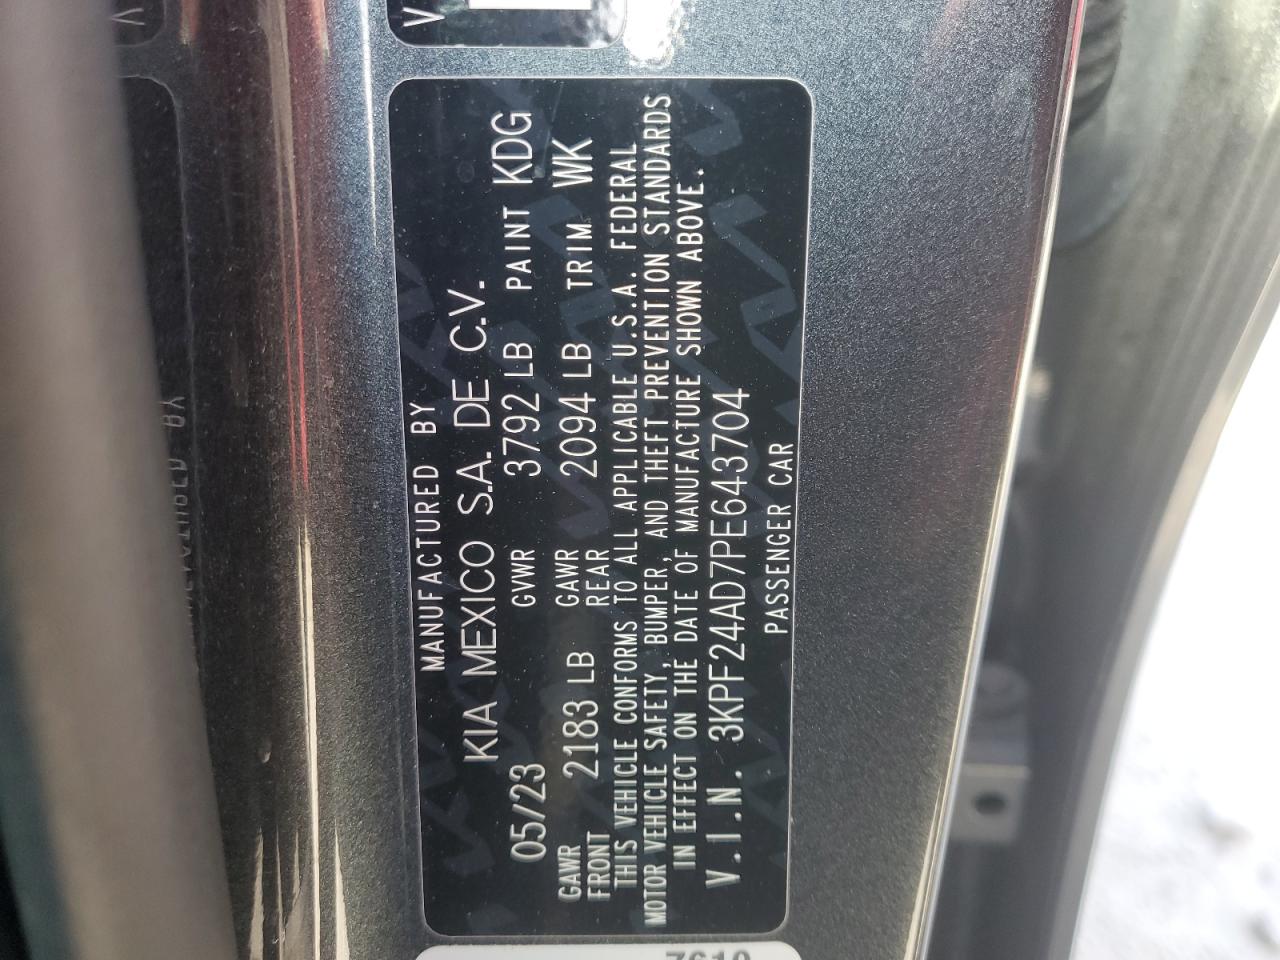 MANUFACTURED BY
KIA MEXICO S.A. DE C.V.
05/23 GVWR 3792 LB PAINT KDG
GAWR FRONT 2183 LB GAWR REAR 2094 LB TRIM WK
THIS VEHICLE CONFORMS TO ALL APPLICABLE U.S.A. FEDERAL
MOTOR VEHICLE SAFETY, BUMPER, AND THEFT PREVENTION STANDARDS
IN EFFECT ON THE DATE OF MANUFACTURE SHOWN ABOVE.
V.I.N. 3KPF24AD7PE643704
PASSENGER CAR
7610